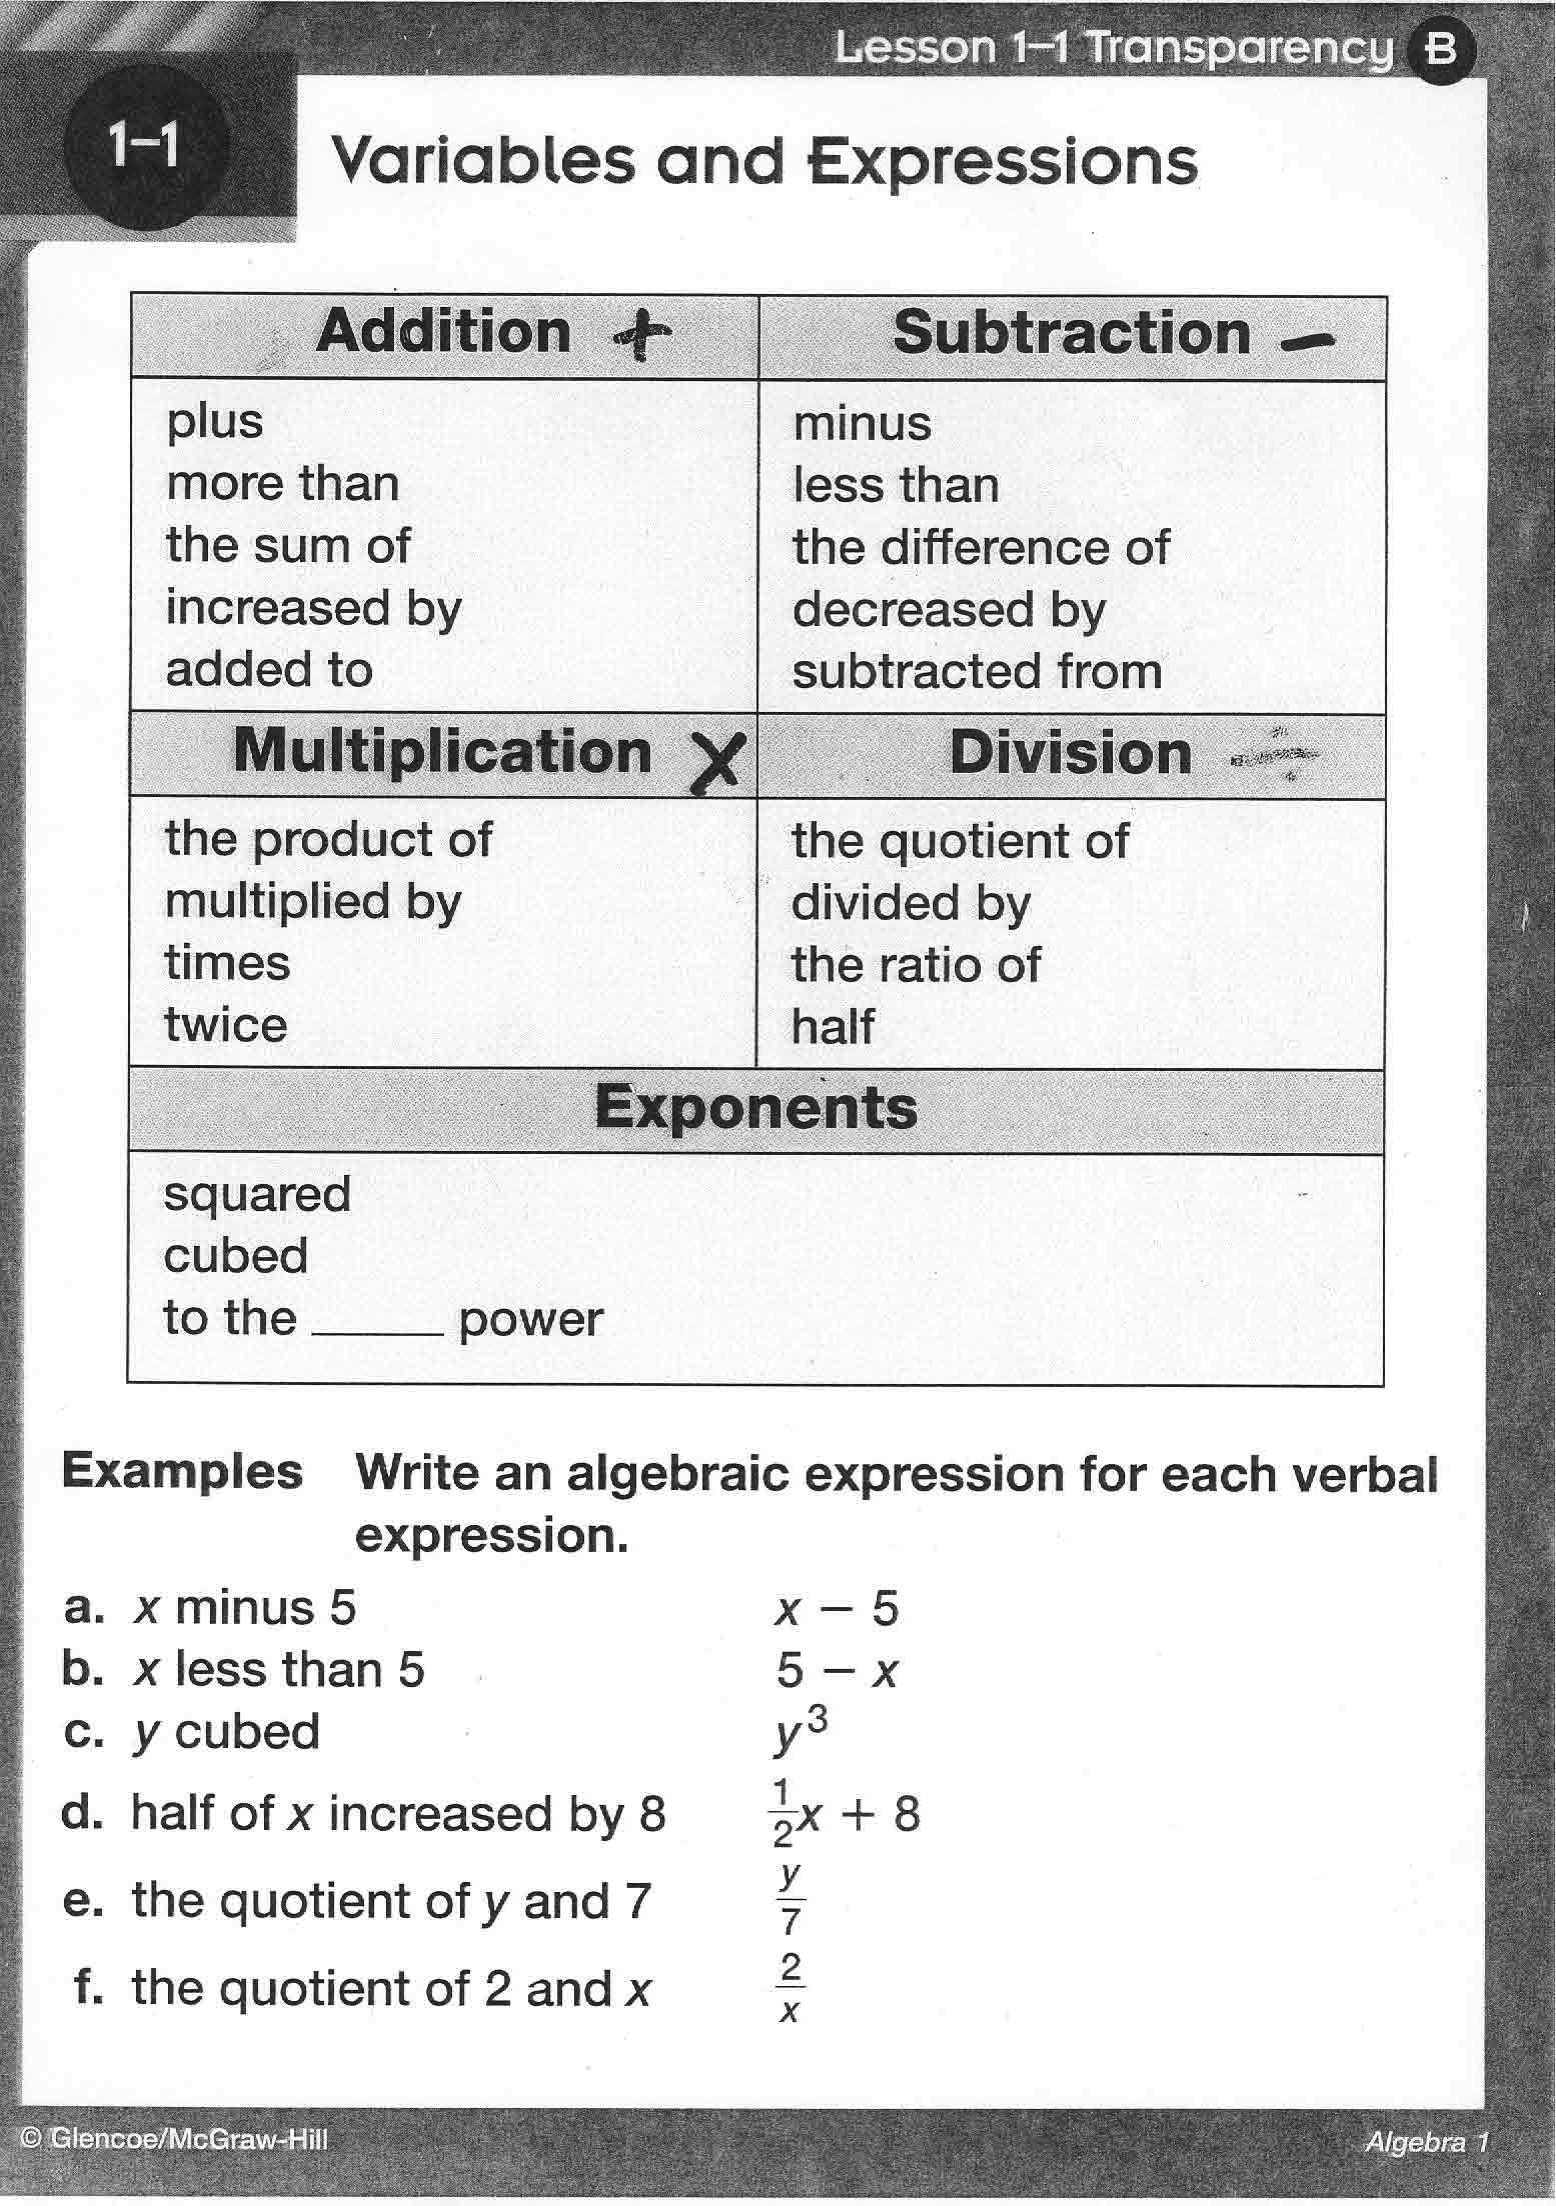 Lesson 1–1 Transparency B
1–1
Variables and Expressions
Addition +
Subtraction −
plus
more than
the sum of
increased by
added to
minus
less than
the difference of
decreased by
subtracted from
Multiplication X
Division ÷
the product of
multiplied by
times
twice
the quotient of
divided by
the ratio of
half
Exponents
squared
cubed
to the _____ power
Examples Write an algebraic expression for each verbal
expression.
a. x minus 5 x − 5
b. x less than 5 5 − x
c. y cubed y³
d. half of x increased by 8 ½x + 8
e. the quotient of y and 7 y/7
f. the quotient of 2 and x 2/x
© Glencoe/McGraw-Hill
Algebra 1